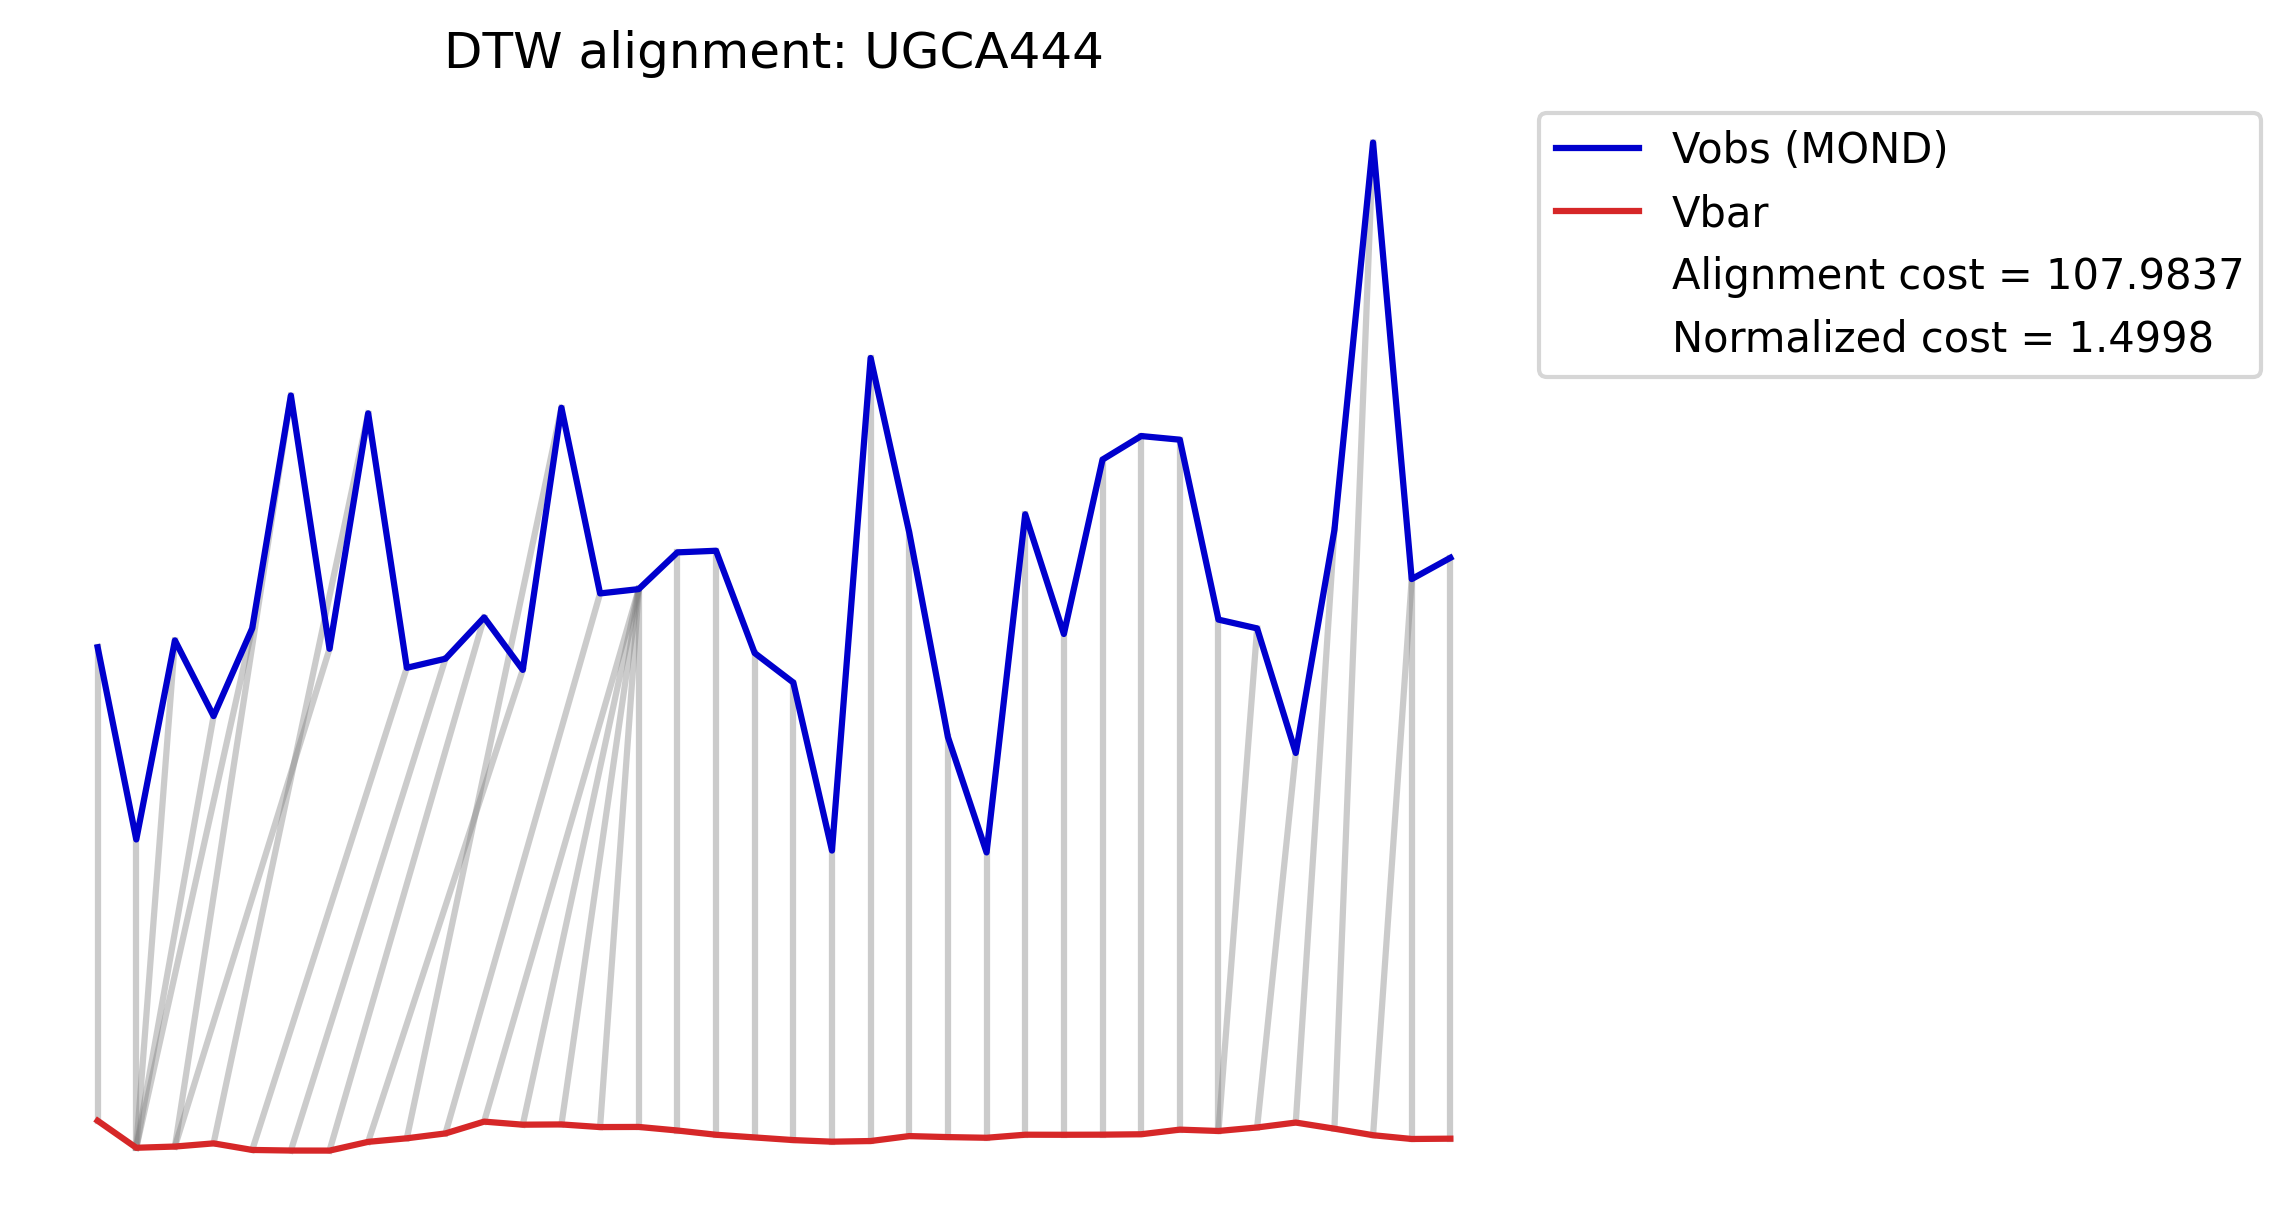 DTW alignment: UGCA444
Vobs (MOND)
Vbar
Alignment cost = 107.9837
Normalized cost = 1.4998